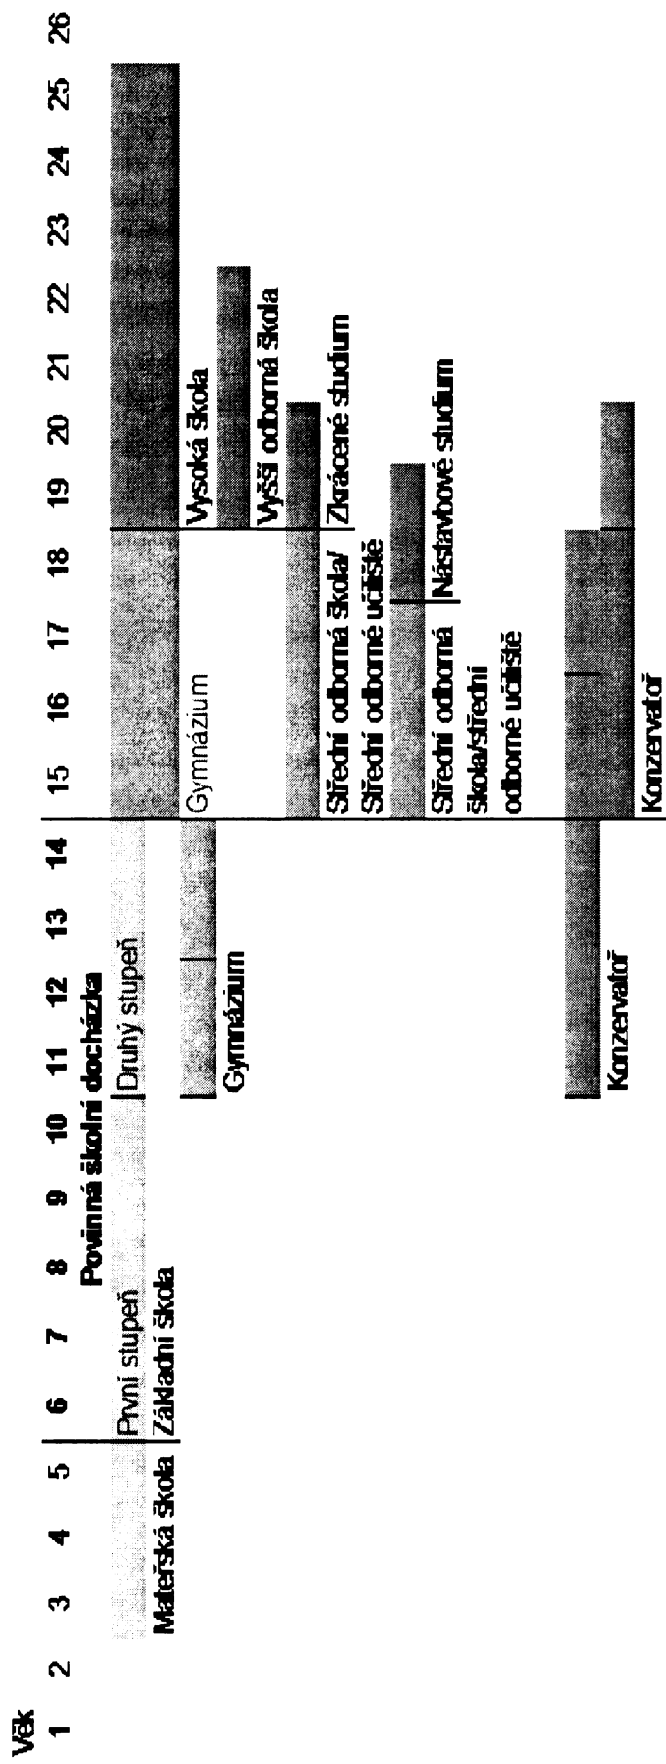 Věk
1 2 3 4 5 6 7 8 9 10 11 12 13 14 15 16 17 18 19 20 21 22 23 24 25 26
Povinná školní docházka
První stupeň
Druhý stupeň
Mateřská škola
Základní škola
Gymnázium
Vysoká škola
Gymnázium
Vyšší odborná škola
Střední odborná škola/
Střední odborné učiliště
Zkrácené studium
Střední odborná
škola/střední
odborné učiliště
Nástavbové studium
Konzervatoř
Konzervatoř